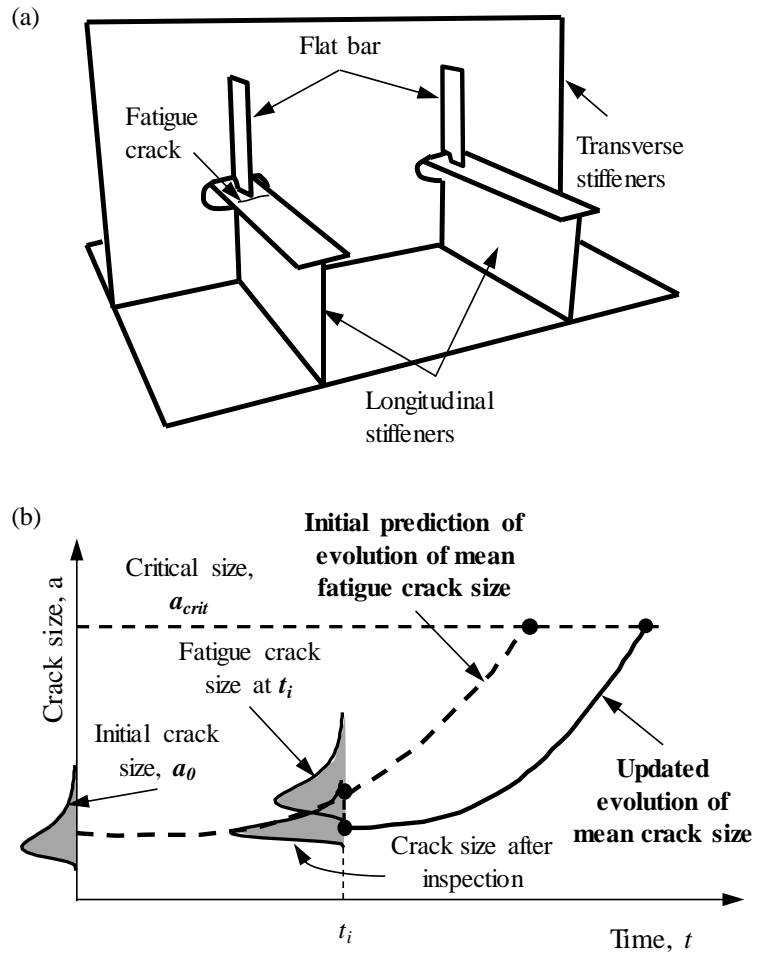 (a)
Flat bar
Fatigue
crack
Transverse
stiffeners
Longitudinal
stiffeners
(b)
Initial prediction of
evolution of mean
fatigue crack size
Critical size,
a_crit
Crack size, a
Fatigue crack
size at t_i
Initial crack
size, a_0
Updated
evolution of
mean crack size
Crack size after
inspection
t_i
Time, t